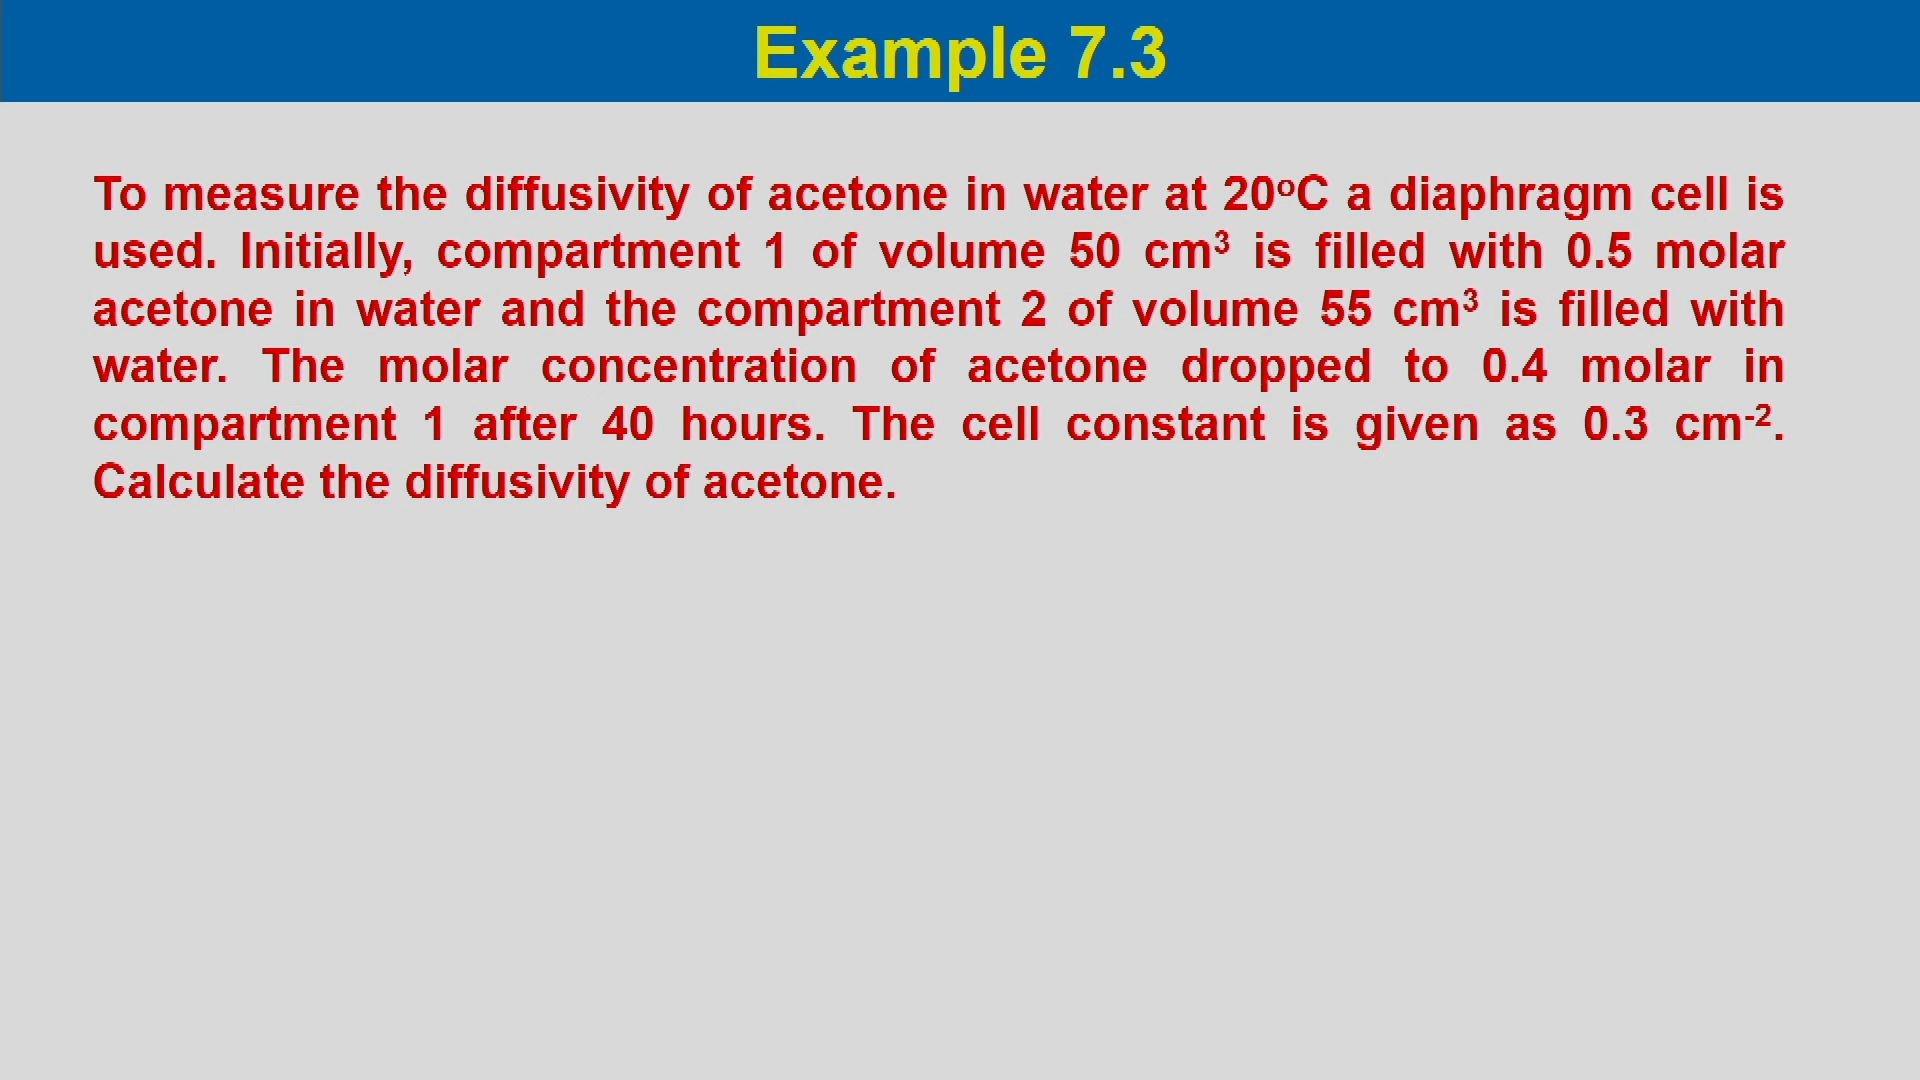 Example 7.3
To measure the diffusivity of acetone in water at 20ºC a diaphragm cell is
used. Initially, compartment 1 of volume 50 cm³ is filled with 0.5 molar
acetone in water and the compartment 2 of volume 55 cm³ is filled with
water. The molar concentration of acetone dropped to 0.4 molar in
compartment 1 after 40 hours. The cell constant is given as 0.3 cm⁻².
Calculate the diffusivity of acetone.